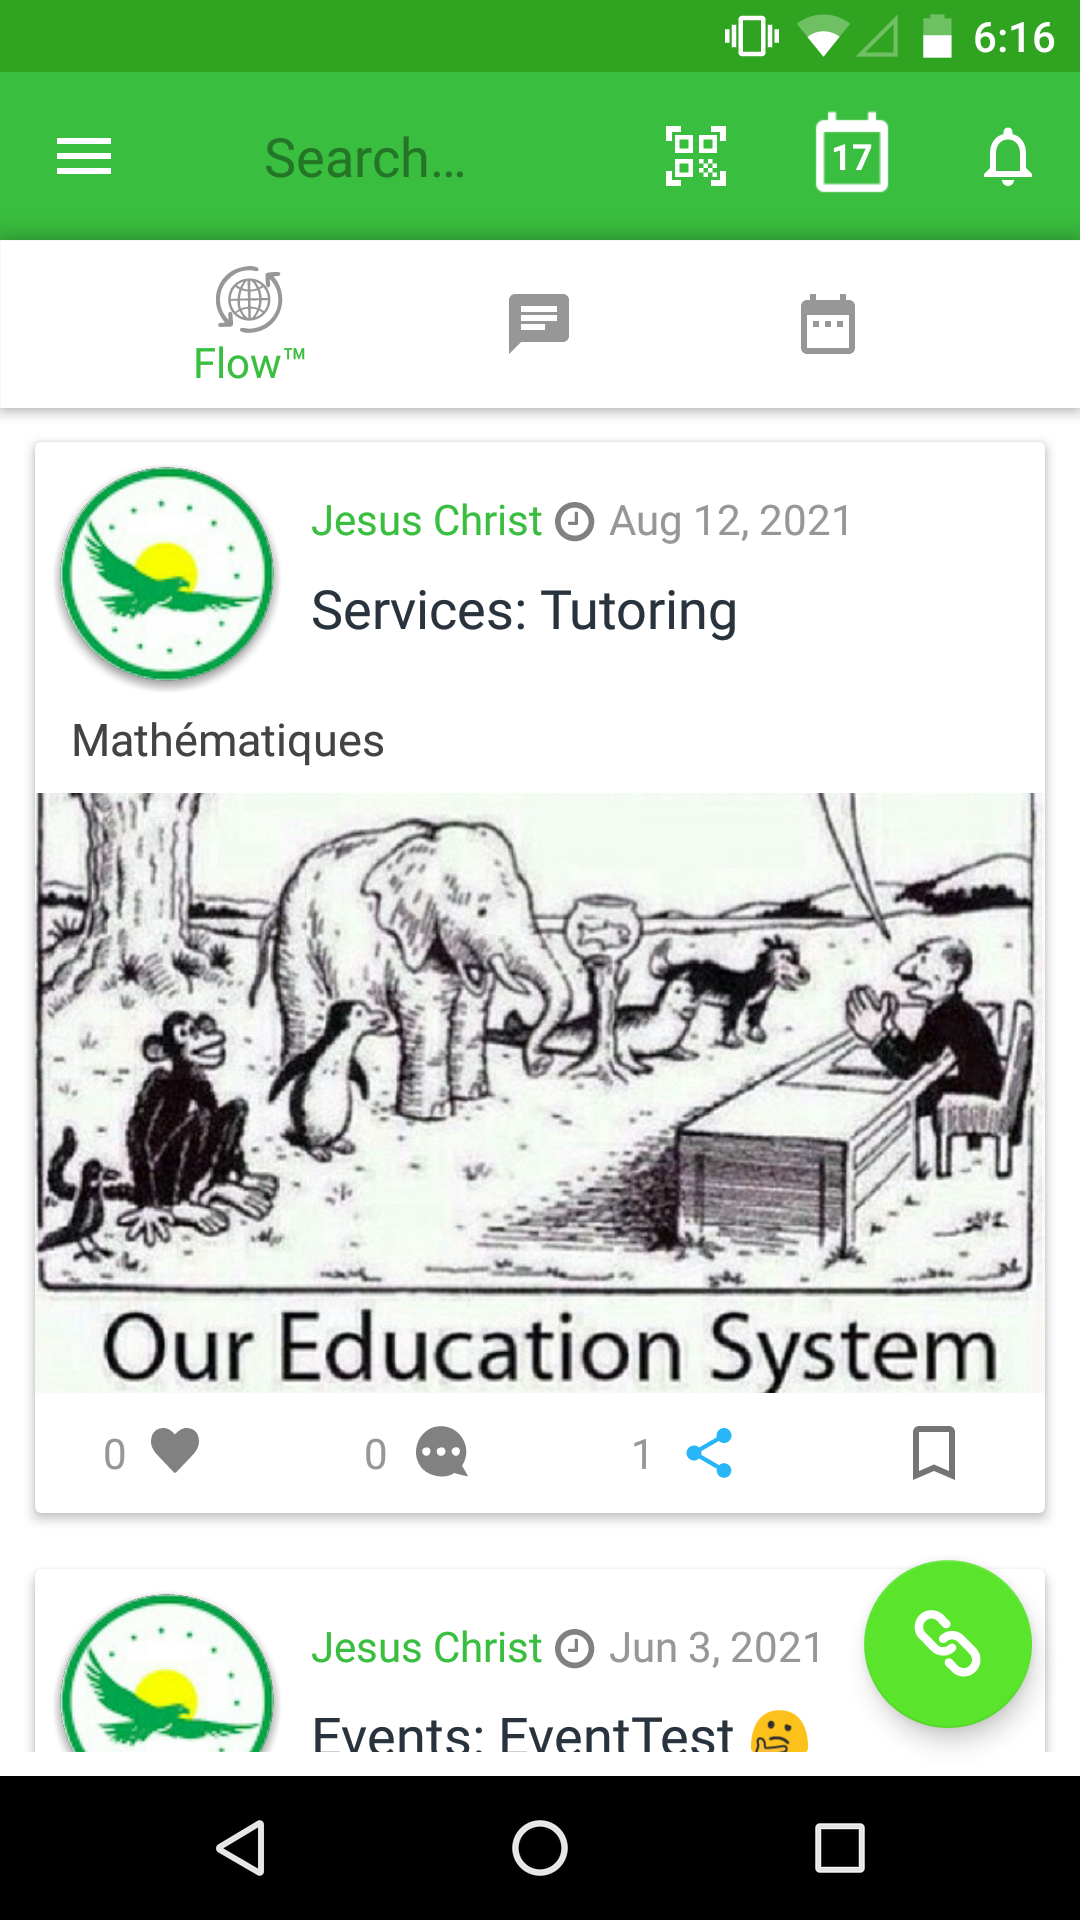 6:16
Search...
17
Flow™
Jesus Christ Aug 12, 2021
Services: Tutoring
Mathématiques
Our Education System
0 0 1
Jesus Christ Jun 3, 2021
Events: EventTest 🤔